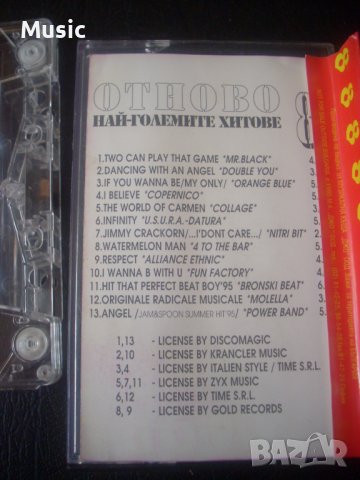 Music
ОТНОВО 8
НАЙ-ГОЛЕМИТЕ ХИТОВЕ
1.TWO CAN PLAY THAT GAME "MR.BLACK"
2.DANCING WITH AN ANGEL "DOUBLE YOU"
3.IF YOU WANNA BE/MY ONLY/ "ORANGE BLUE"
4.I BELIEVE "COPERNICO"
5.THE WORLD OF CARMEN "COLLAGE"
6.INFINITY "U.S.U.R.A.-DATURA"
7.JIMMY CRACKORN/...I'DONT CARE.../ "NITRI BIT"
8.WATERMELON MAN "4 TO THE BAR"
9.RESPECT "ALLIANCE ETHNIC"
10.I WANNA B WITH U "FUN FACTORY"
11.HIT THAT PERFECT BEAT BOY'95 "BRONSKI BEAT"
12.ORIGINALE RADICALE MUSICALE "MOLELLA"
13.ANGEL /JAM&SPOON SUMMER HIT'95/ "POWER BAND"
1,13 - LICENSE BY DISCOMAGIC
2,10 - LICENSE BY KRANCLER MUSIC
3,4 - LICENSE BY ITALIEN STYLE / TIME S.R.L.
5,7,11 - LICENSE BY ZYX MUSIC
6,12 - LICENSE BY TIME S.R.L.
8, 9 - LICENSE BY GOLD RECORDS
8 8 8 8 8
BAZAR